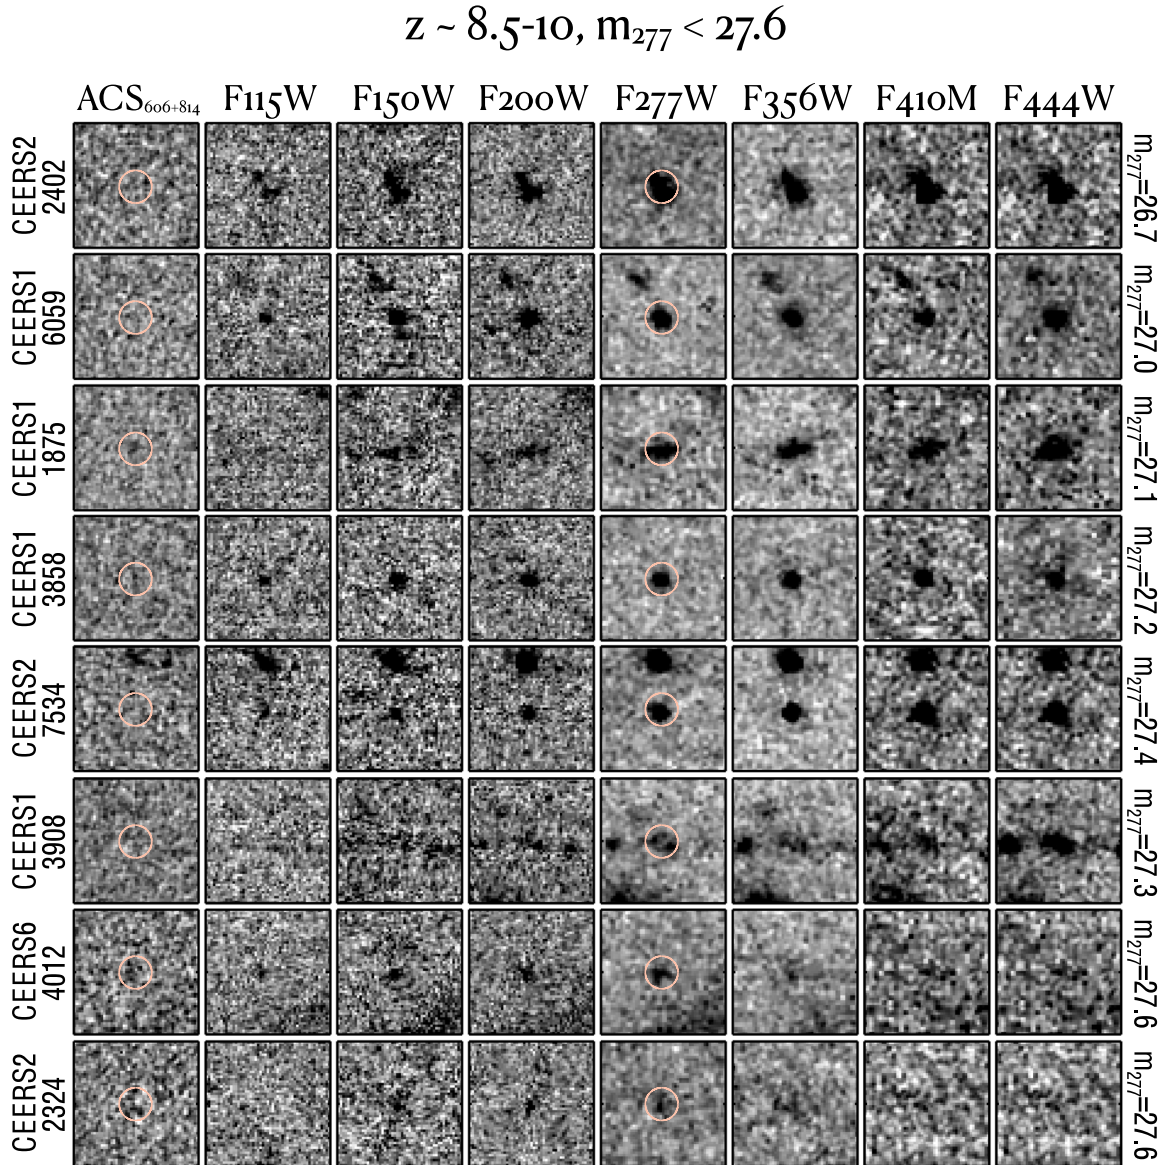 z ~ 8.5-10, m277 < 27.6
ACS606+814 F115W F150W F200W F277W F356W F410M F444W
CEERS2
2402
m277=26.7
CEERS1
6059
m277=27.0
CEERS1
1875
m277=27.1
CEERS1
3858
m277=27.2
CEERS2
7534
m277=27.4
CEERS1
3908
m277=27.3
CEERS6
4012
m277=27.6
CEERS2
2324
m277=27.6